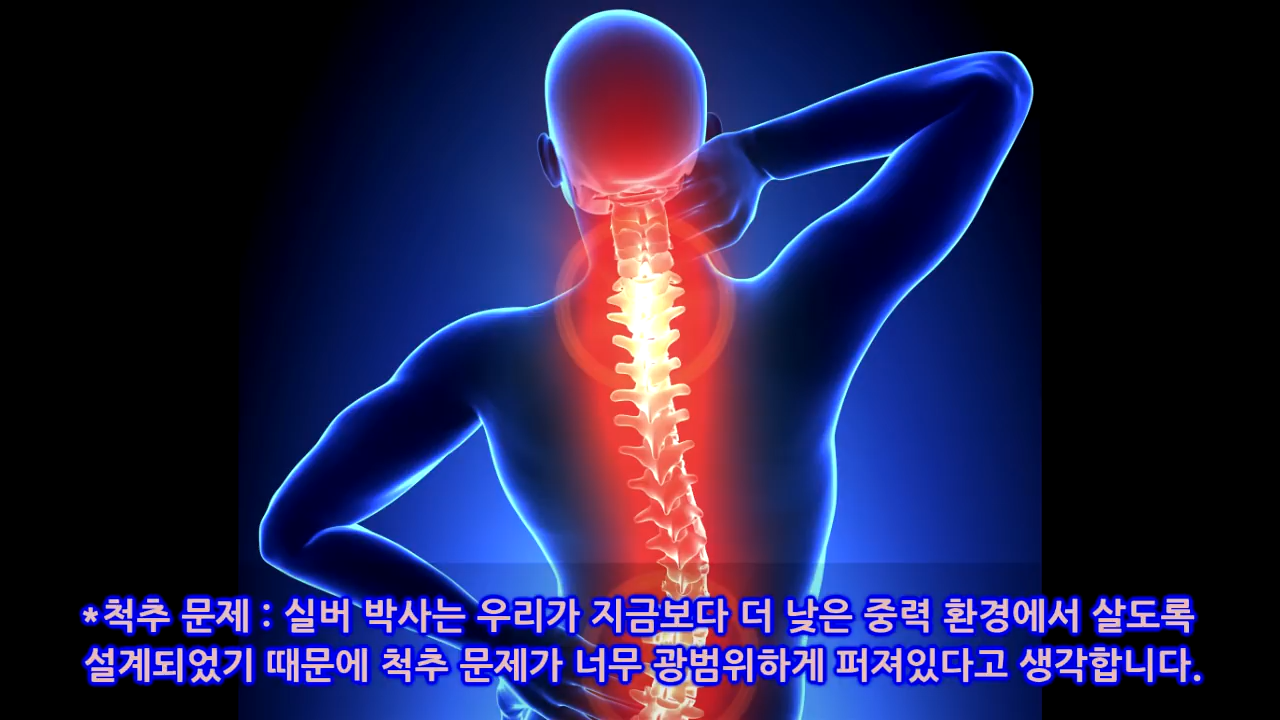 *척추 문제 : 실버 박사는 우리가 지금보다 더 낮은 중력 환경에서 살도록
설계되었기 때문에 척추 문제가 너무 광범위하게 퍼져있다고 생각합니다.